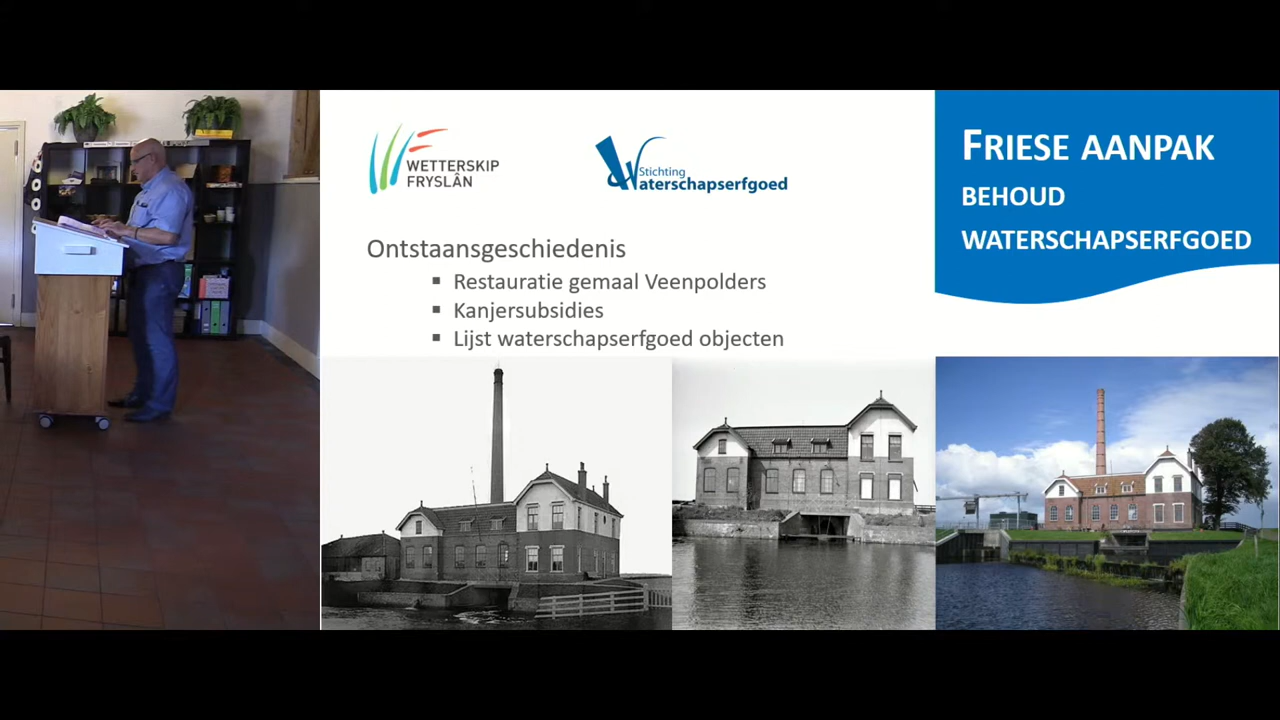 WETTERSKIP
FRYSLÂN
Stichting
Waterschapserfgoed
FRIESE AANPAK
BEHOUD
WATERSCHAPSERFGOED
Ontstaansgeschiedenis
▪ Restauratie gemaal Veenpolders
▪ Kanjersubsidies
▪ Lijst waterschapserfgoed objecten